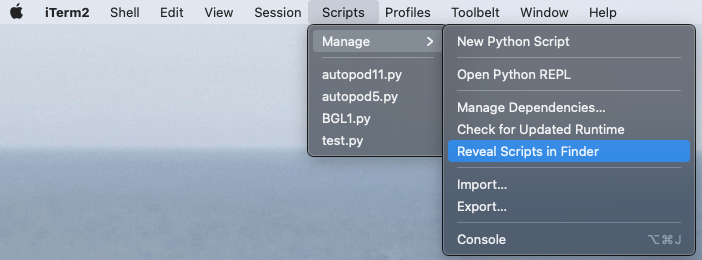 iTerm2 Shell Edit View Session Scripts Profiles Toolbelt Window Help
Manage
autopod11.py
autopod5.py
BGL1.py
test.py
New Python Script
Open Python REPL
Manage Dependencies...
Check for Updated Runtime
Reveal Scripts in Finder
Import...
Export...
Console ⌥⌘J